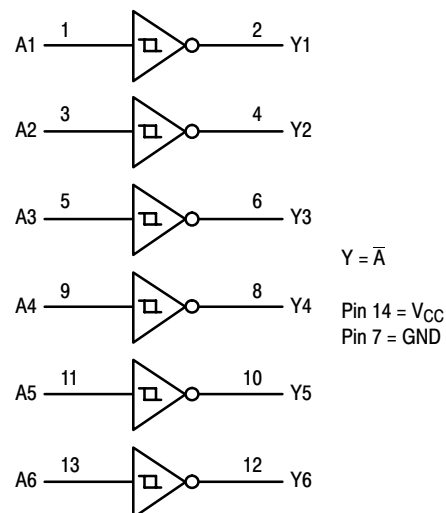 A1 1 2 Y1
A2 3 4 Y2
A3 5 6 Y3
Y = A̅
A4 9 8 Y4
Pin 14 = VCC
Pin 7 = GND
A5 11 10 Y5
A6 13 12 Y6